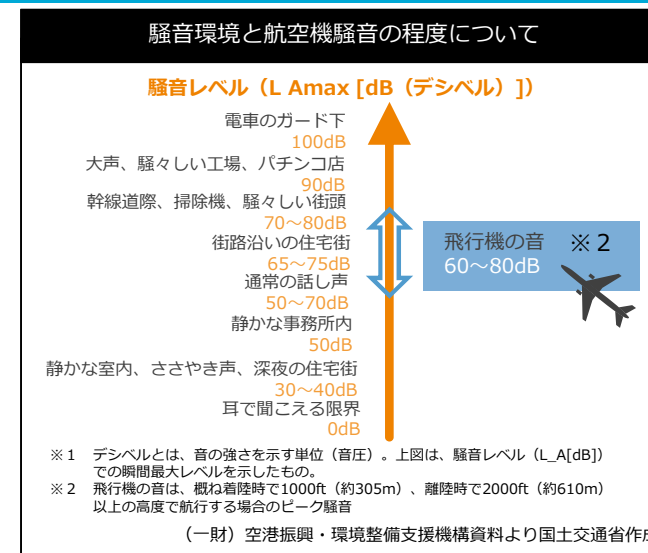 騒音環境と航空機騒音の程度について
騒音レベル（L Amax [dB（デシベル）]）
電車のガード下
100dB
大声、騒々しい工場、パチンコ店
90dB
幹線道際、掃除機、騒々しい街頭
70～80dB
街路沿いの住宅街
65～75dB
通常の話し声
50～70dB
静かな事務所内
50dB
静かな室内、ささやき声、深夜の住宅街
30～40dB
耳で聞こえる限界
0dB
飛行機の音 ※２
60～80dB
※１ デシベルとは、音の強さを示す単位（音圧）。上図は、騒音レベル（L_A[dB]）
での瞬間最大レベルを示したもの。
※２ 飛行機の音は、概ね着陸時で1000ft（約305m）、離陸時で2000ft（約610m）
以上の高度で航行する場合のピーク騒音
（一財）空港振興・環境整備支援機構資料より国土交通省作成